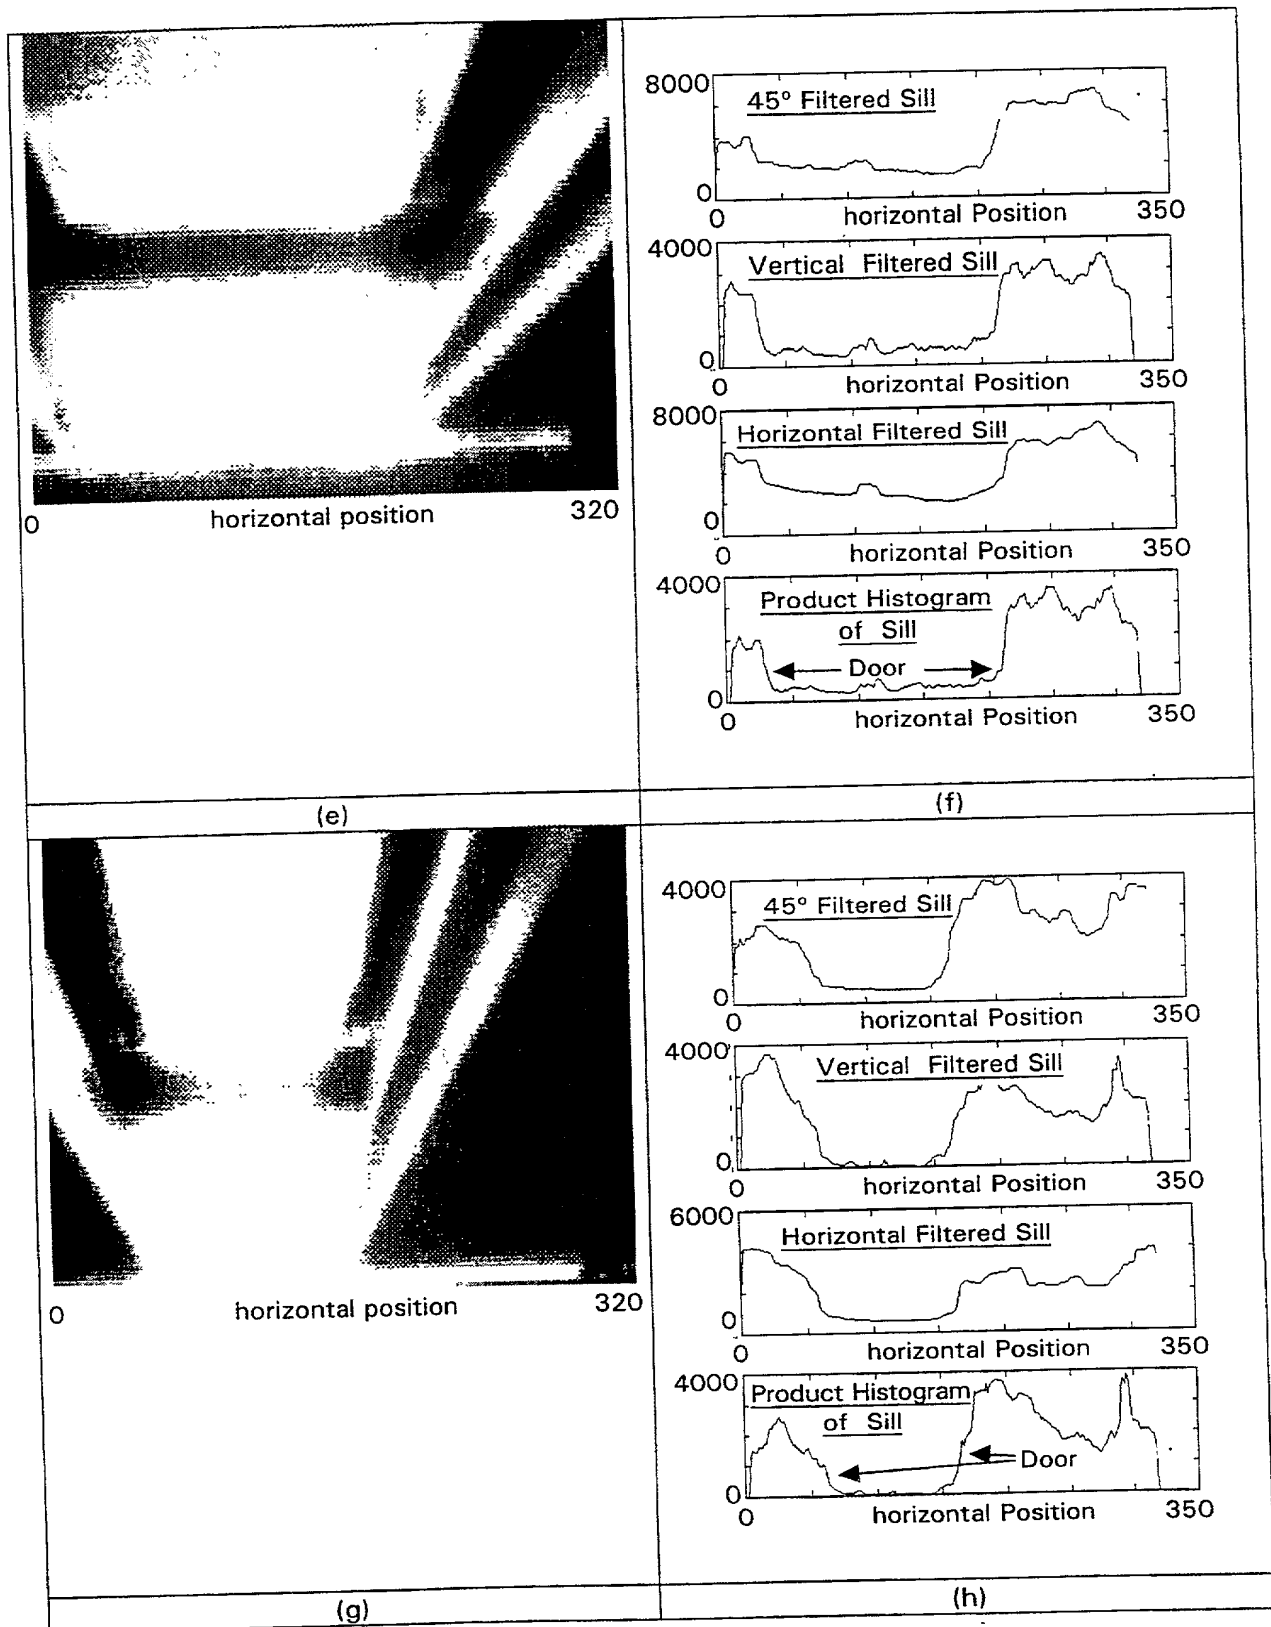 0
horizontal position
320
(e)
8000
45° Filtered Sill
0
0
horizontal Position
350
4000
Vertical Filtered Sill
0
0
horizontal Position
350
8000
Horizontal Filtered Sill
0
0
horizontal Position
350
4000
Product Histogram
of Sill
Door
0
0
horizontal Position
350
(f)
0
horizontal position
320
(g)
4000
45° Filtered Sill
0
0
horizontal Position
350
4000
Vertical Filtered Sill
0
0
horizontal Position
350
6000
Horizontal Filtered Sill
0
0
horizontal Position
350
4000
Product Histogram
of Sill
Door
0
0
horizontal Position
350
(h)